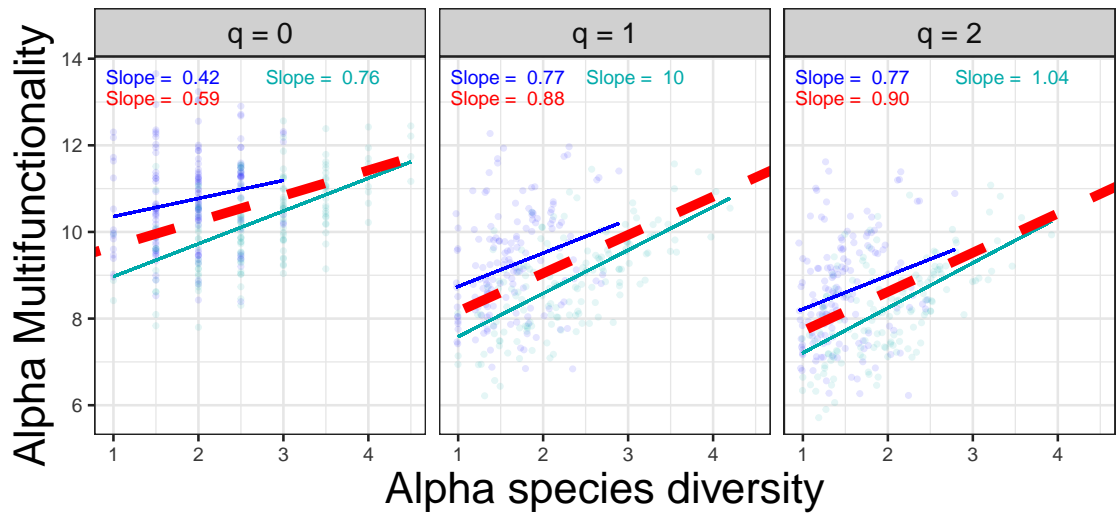 q = 0
q = 1
q = 2
Alpha Multifunctionality
14
12
10
8
6
Slope = 0.42
Slope = 0.76
Slope = 0.59
Slope = 0.77
Slope = 10
Slope = 0.88
Slope = 0.77
Slope = 1.04
Slope = 0.90
1 2 3 4
1 2 3 4
1 2 3 4
Alpha species diversity